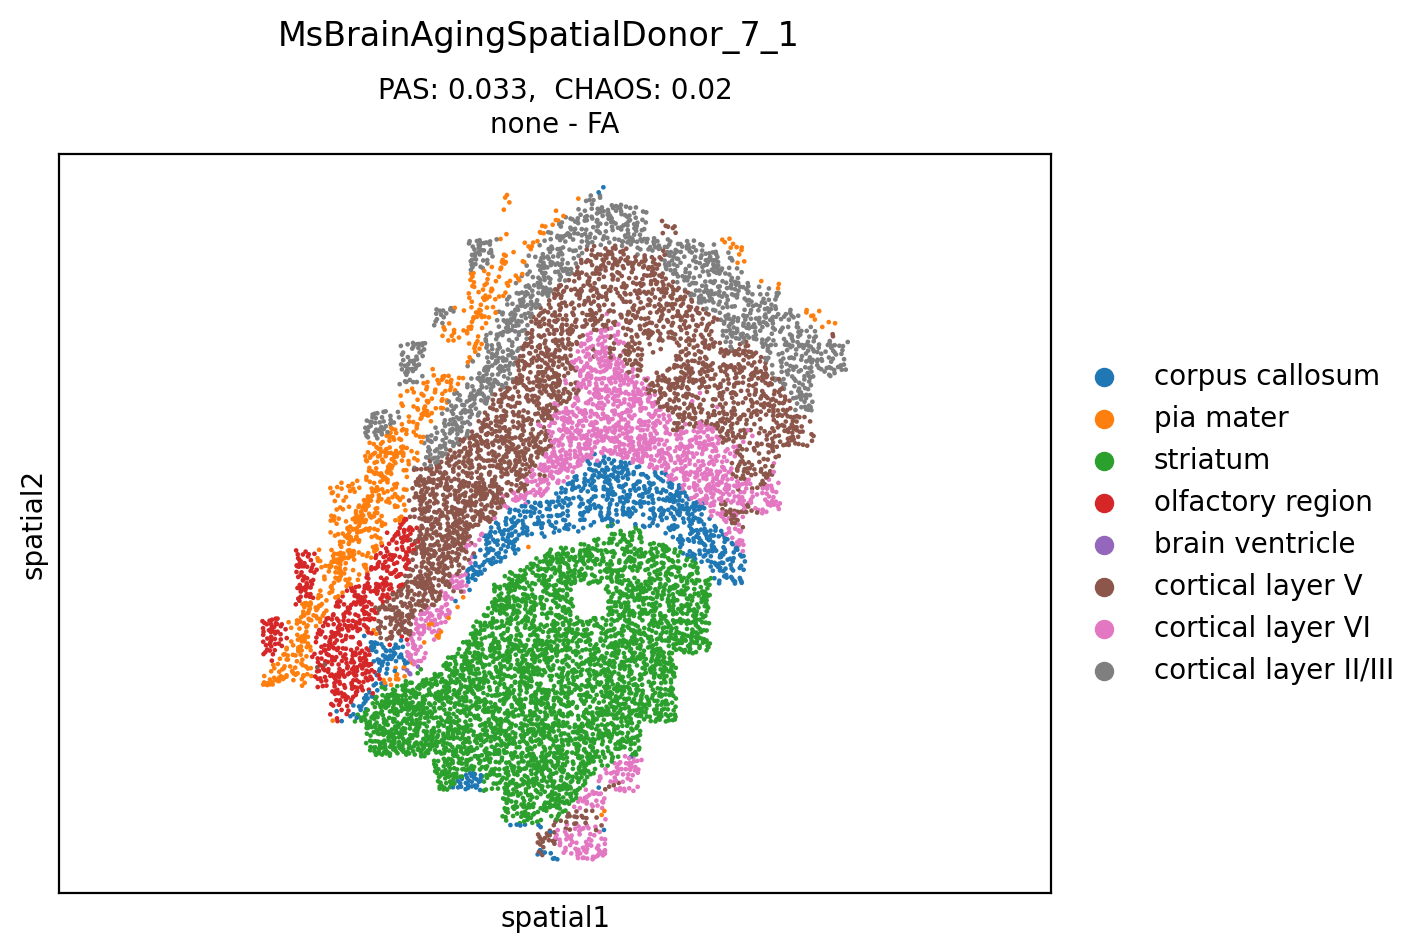 MsBrainAgingSpatialDonor_7_1
PAS: 0.033,  CHAOS: 0.02
none - FA
spatial2
corpus callosum
pia mater
striatum
olfactory region
brain ventricle
cortical layer V
cortical layer VI
cortical layer II/III
spatial1